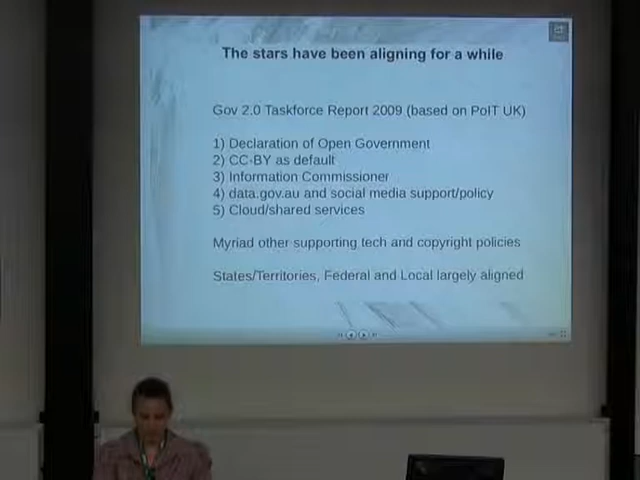 The stars have been aligning for a while
Gov 2.0 Taskforce Report 2009 (based on PoIT UK)
1) Declaration of Open Government
2) CC-BY as default
3) Information Commissioner
4) data.gov.au and social media support/policy
5) Cloud/shared services
Myriad other supporting tech and copyright policies
States/Territories, Federal and Local largely aligned